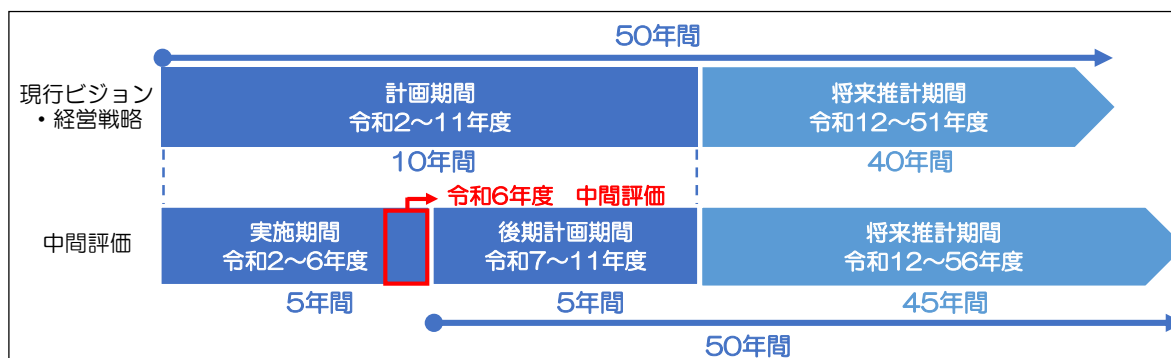 50年間
現行ビジョン
・経営戦略
計画期間
令和2~11年度
将来推計期間
令和12~51年度
10年間
40年間
令和6年度 中間評価
中間評価
実施期間
令和2~6年度
後期計画期間
令和7~11年度
将来推計期間
令和12~56年度
5年間
5年間
45年間
50年間